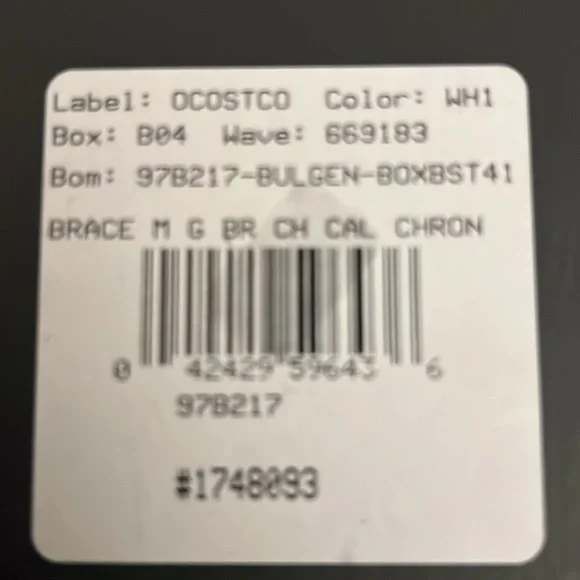 Label: OCOSTCO Color: WH1
Box: B04 Wave: 669183
Bom: 97B217-BULGEN-BOXBST41
BRACE M G BR CH CAL CHRON
0 42429 59643 6
97B217
#1748093